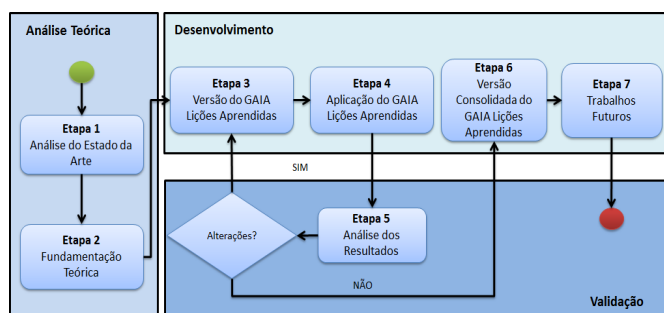 Análise Teórica
Etapa 1
Análise do Estado da
Arte
Etapa 2
Fundamentação
Teórica
Desenvolvimento
Etapa 3
Versão do GAIA
Lições Aprendidas
Etapa 4
Aplicação do GAIA
Lições Aprendidas
Etapa 6
Versão
Consolidada do
GAIA Lições
Aprendidas
Etapa 7
Trabalhos
Futuros
SIM
Alterações?
Etapa 5
Análise dos
Resultados
NÃO
Validação